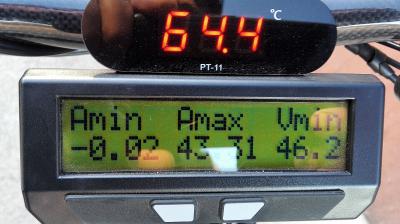 64.4 °C
PT-11
Amin Amax Vmin
-0.02 43.31 46.2